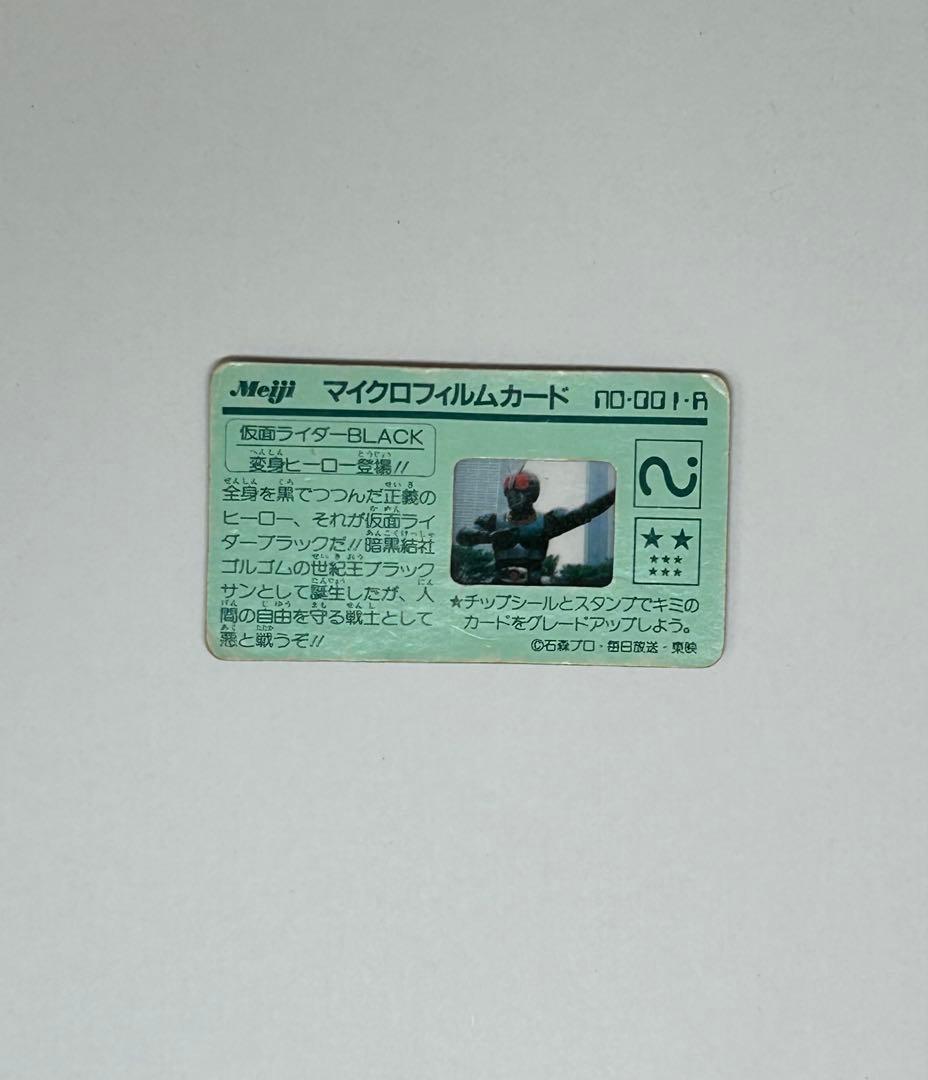 Meiji マイクロフィルムカード NO-001-A
仮面ライダーBLACK
変身ヒーロー登場!!
全身を黒でつつんだ正義の
ヒーロー、それが仮面ライ
ダーブラックだ!!暗黒結社
ゴルゴムの世紀王ブラック
サンとして誕生したが、人
間の自由を守る戦士として
悪と戦うぞ!!
?
★★
★★★
★★★
★チップシールとスタンプでキミの
カードをグレードアップしよう。
©石森プロ・毎日放送・東映